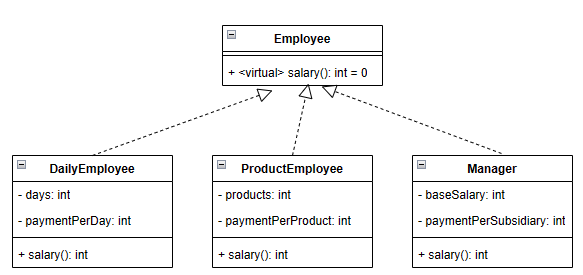 Employee
+ <virtual> salary(): int = 0
DailyEmployee
- days: int
- paymentPerDay: int
+ salary(): int
ProductEmployee
- products: int
- paymentPerProduct: int
+ salary(): int
Manager
- baseSalary: int
- paymentPerSubsidiary: int
+ salary(): int